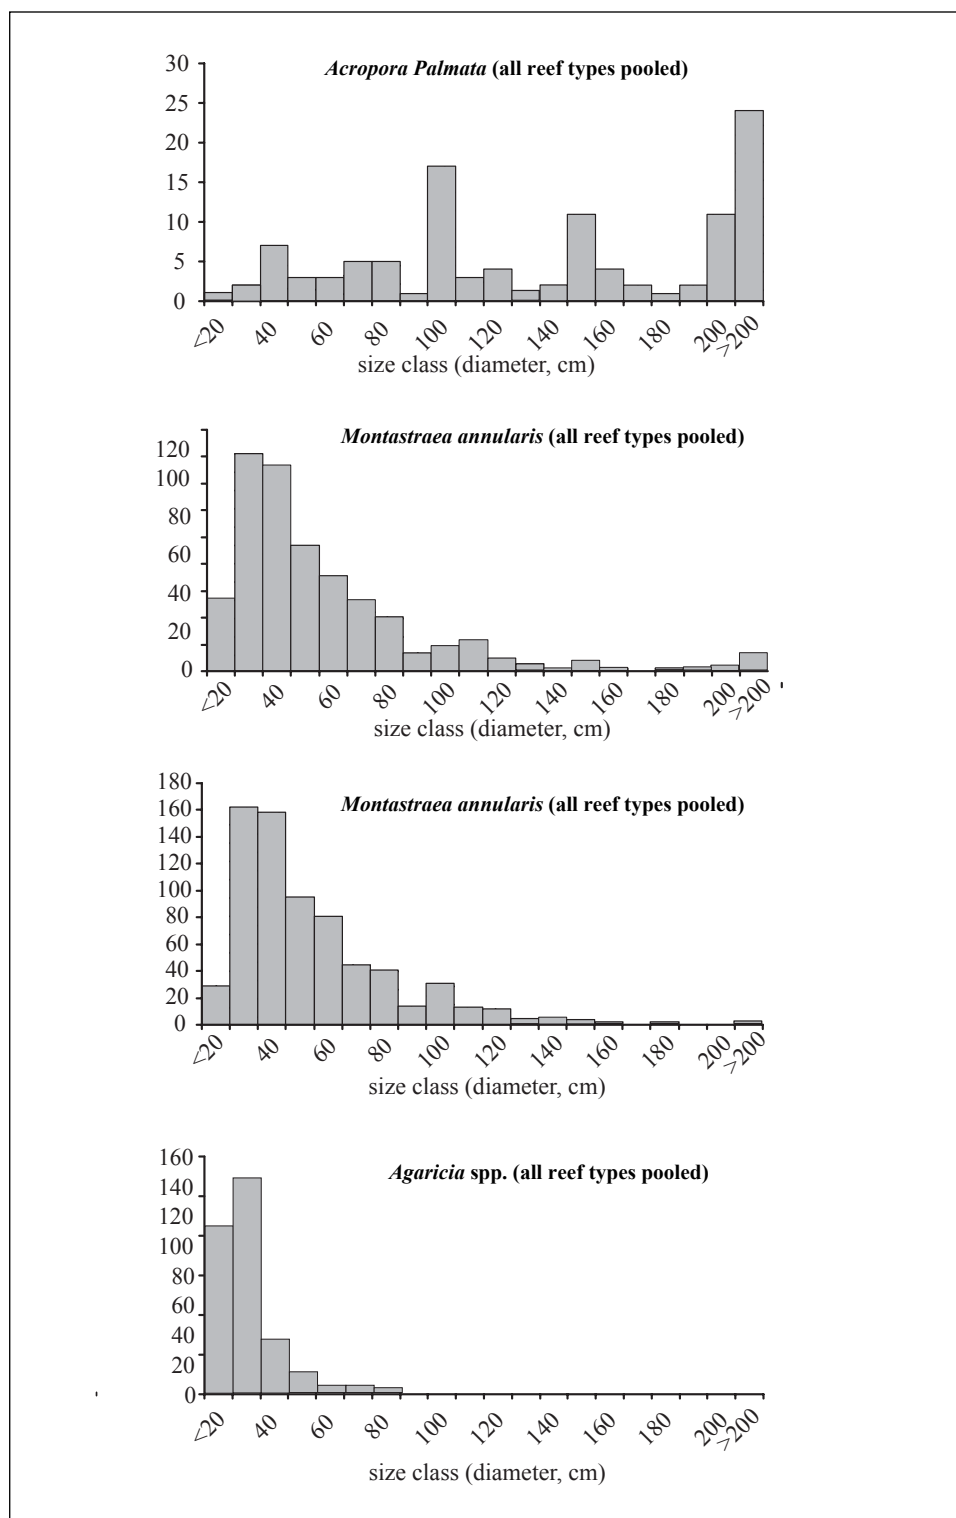 Acropora Palmata (all reef types pooled)
30
25
20
15
10
5
0
<20 40 60 80 100 120 140 160 180 200 >200
size class (diameter, cm)
Montastraea annularis (all reef types pooled)
120
100
80
60
40
20
0
<20 40 60 80 100 120 140 160 180 200 >200
size class (diameter, cm)
Montastraea annularis (all reef types pooled)
180
160
140
120
100
80
60
40
20
0
<20 40 60 80 100 120 140 160 180 200 >200
size class (diameter, cm)
Agaricia spp. (all reef types pooled)
160
140
120
100
80
60
40
20
0
<20 40 60 80 100 120 140 160 180 200 >200
size class (diameter, cm)